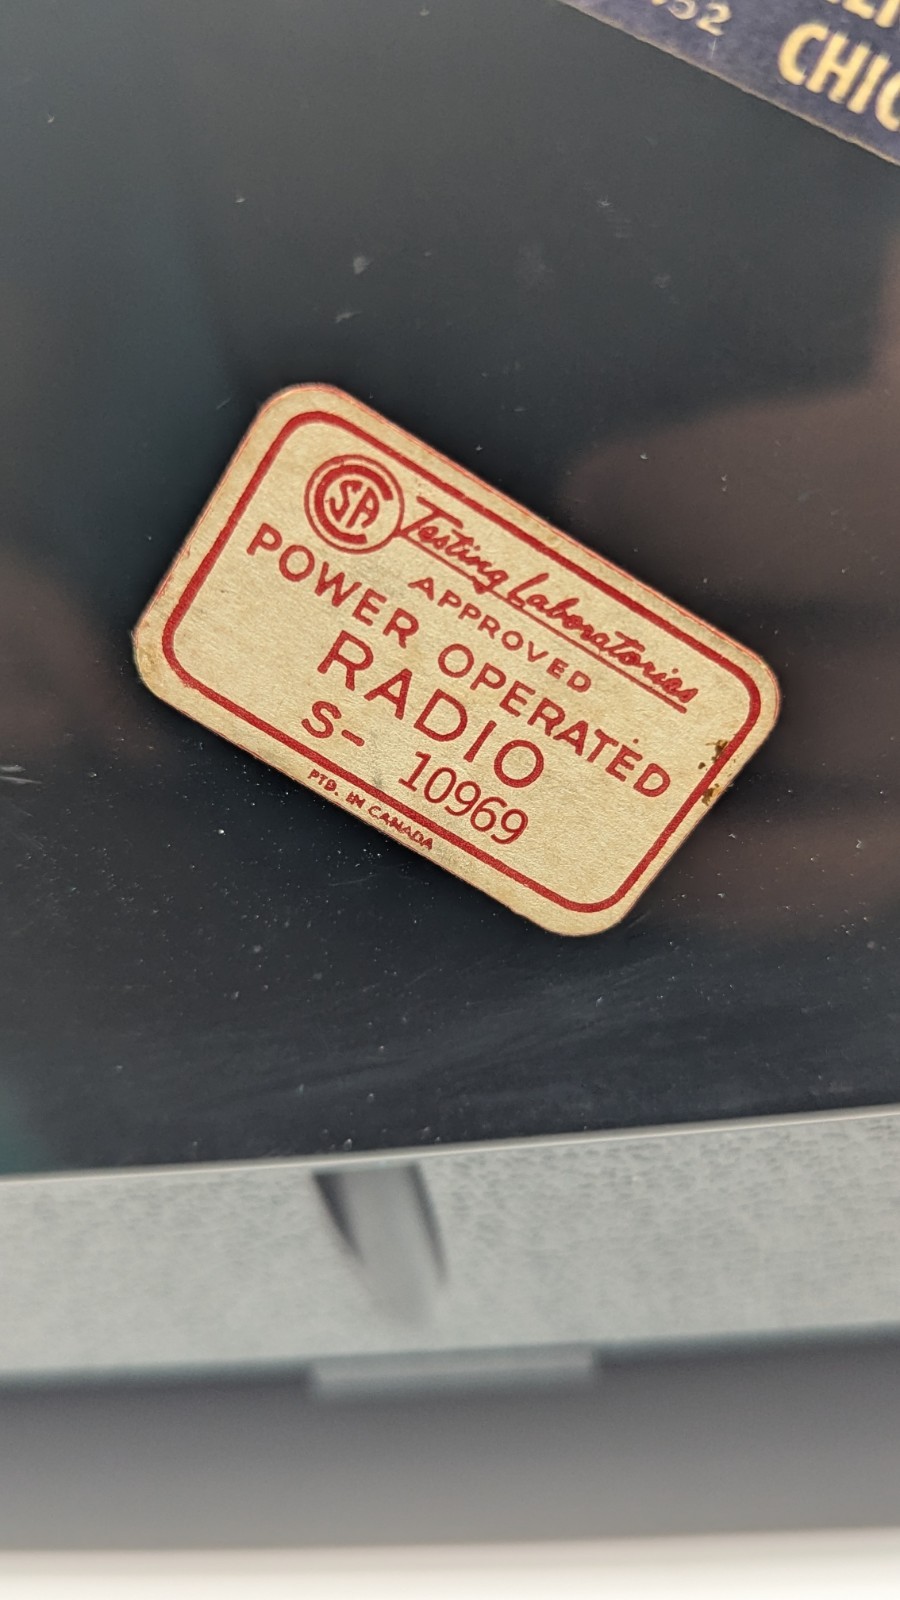 CHIC
CSA Testing Laboratories
APPROVED
POWER OPERATED
RADIO
S- 10969
PTD. IN CANADA